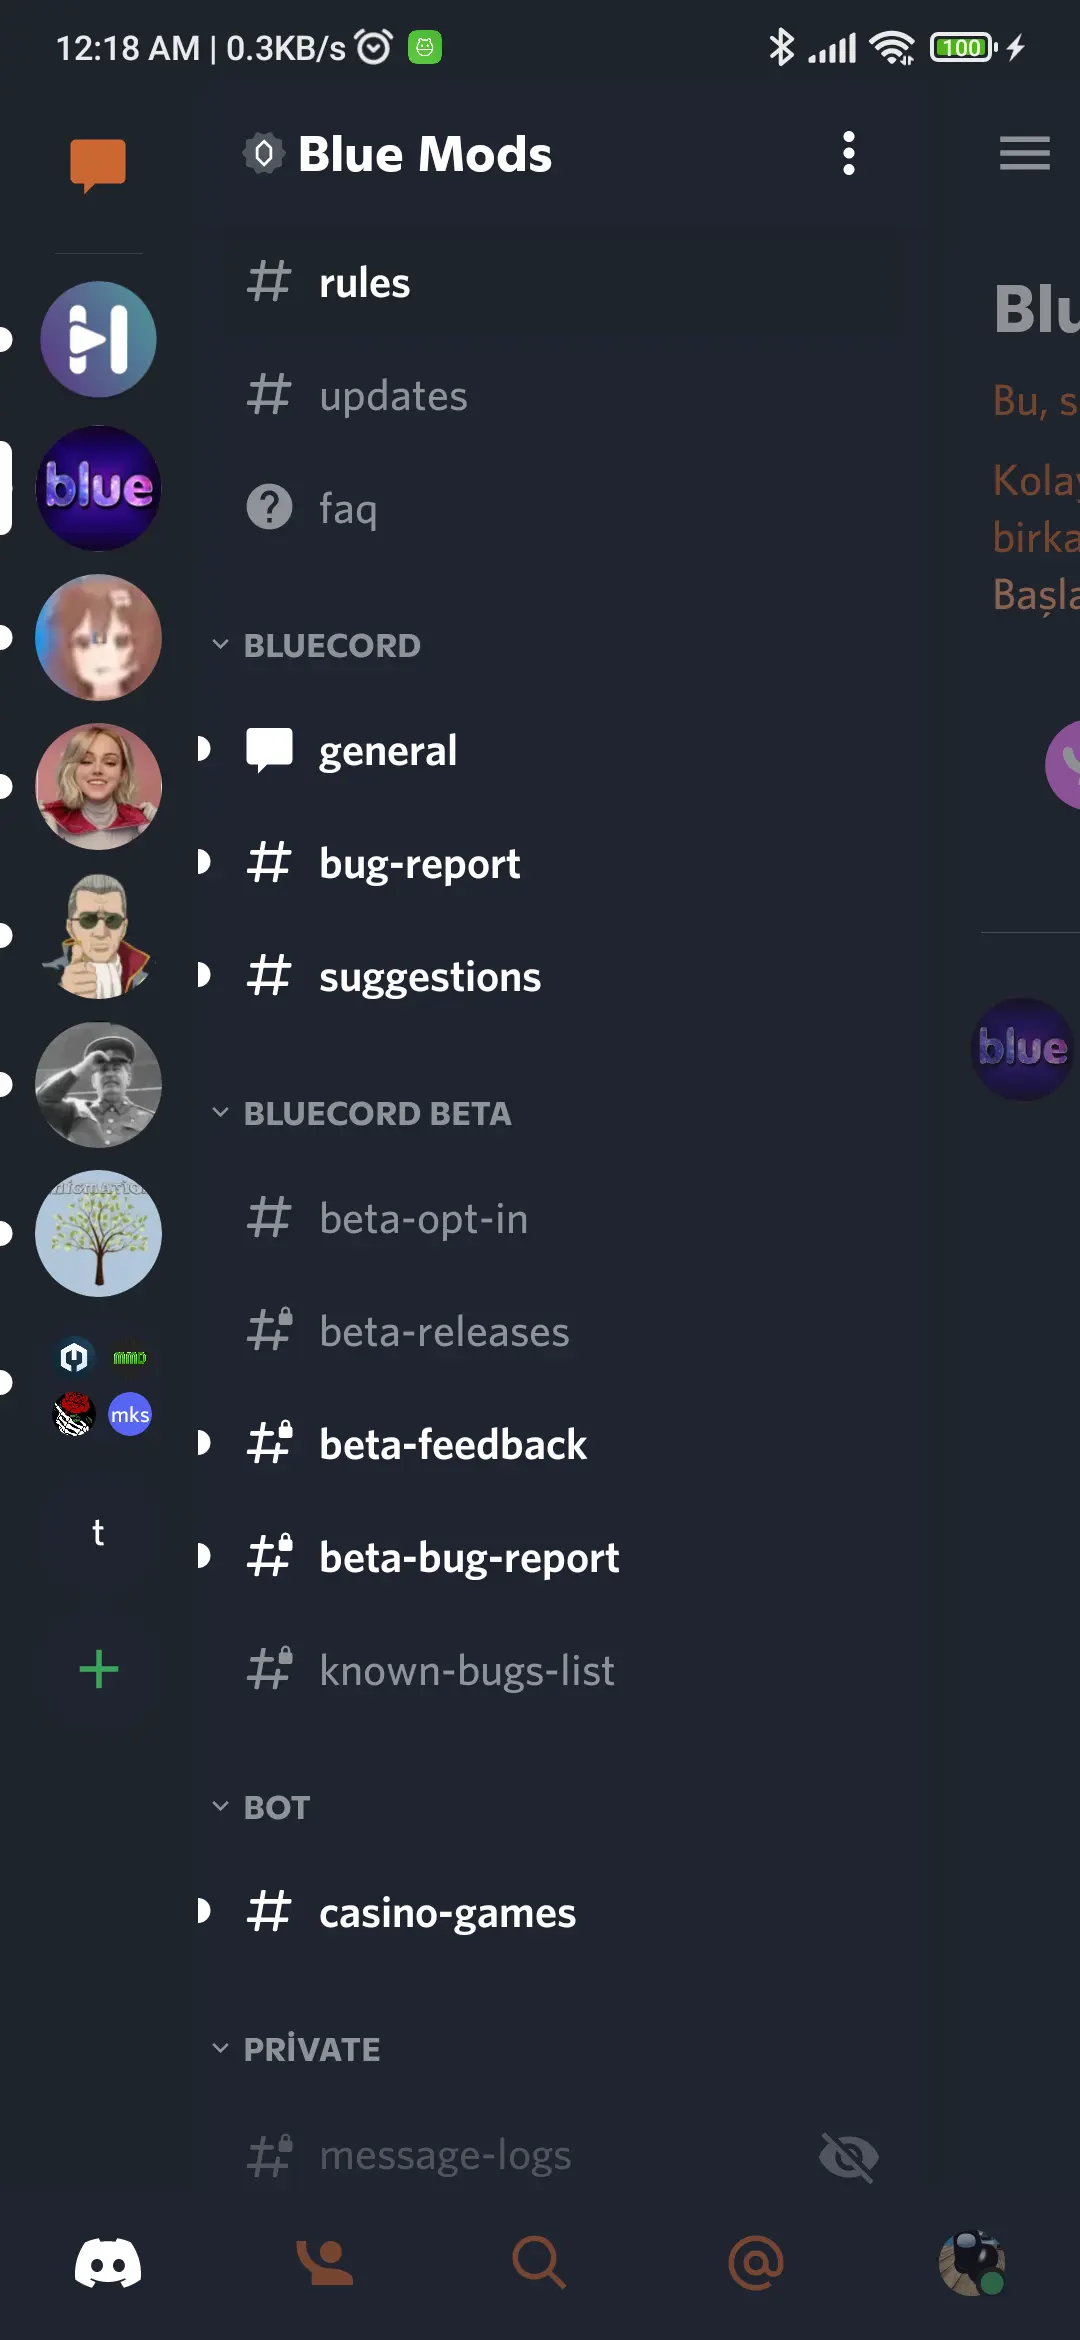 12:18 AM | 0.3KB/s
100
Blue Mods
rules
updates
faq
BLUECORD
general
bug-report
suggestions
BLUECORD BETA
beta-opt-in
beta-releases
beta-feedback
beta-bug-report
known-bugs-list
BOT
casino-games
PRİVATE
message-logs
blue
MMD
mks
t
Blu
Bu, s
Kolay
birka
Başla
blue